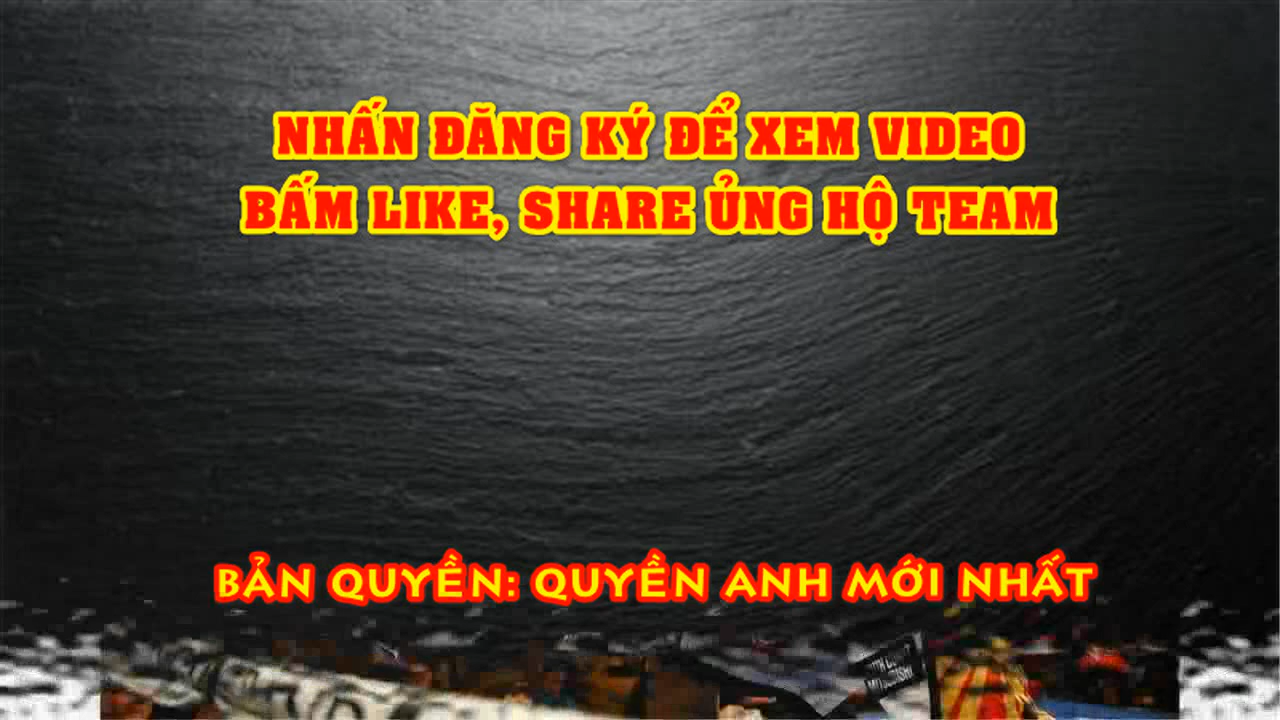 NHẤN ĐĂNG KÝ ĐỂ XEM VIDEO
BẤM LIKE, SHARE ỦNG HỘ TEAM
BẢN QUYỀN: QUYỀN ANH MỚI NHẤT